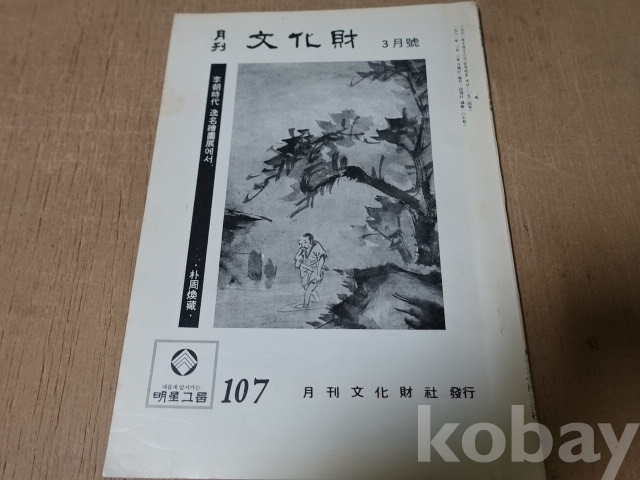 月刊 文化財 3月號
李朝時代 逸名繪畫展에서.
朴周煥藏.
明星그룹
107
月刊文化財社 發行
kobay